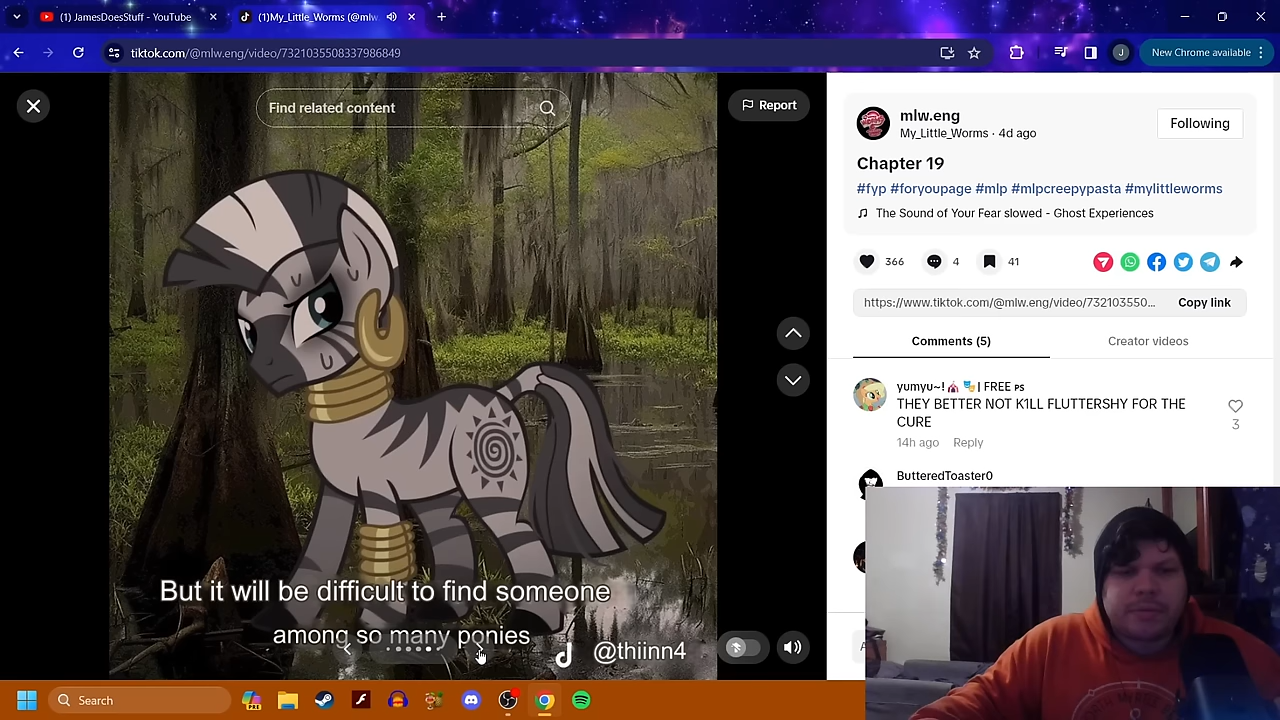 (1) JamesDoesStuff - YouTube
(1)My_Little_Worms (@mlw.
tiktok.com/@mlw.eng/video/7321035508337986849
J
New Chrome available
Find related content
Report
But it will be difficult to find someone
among so many ponies
@thiinn4
mlw.eng
My_Little_Worms · 4d ago
Following
Chapter 19
#fyp #foryoupage #mlp #mlpcreepypasta #mylittleworms
The Sound of Your Fear slowed - Ghost Experiences
366
4
41
https://www.tiktok.com/@mlw.eng/video/732103550...
Copy link
Comments (5)
Creator videos
yumyu~!🎪🎭| FREE 🇵🇸
THEY BETTER NOT K1LL FLUTTERSHY FOR THE
CURE
3
14h ago
Reply
ButteredToaster0
Search
PRE